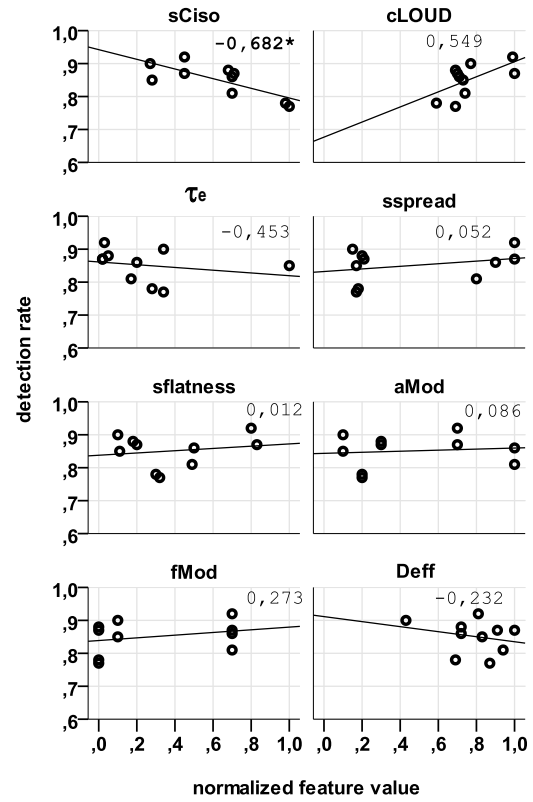 sCiso
cLOUD
1,0
,9
,8
,7
,6
-0,682*
0,549
τe
sspread
1,0
,9
,8
,7
,6
-0,453
0,052
detection rate
sflatness
aMod
1,0
,9
,8
,7
,6
0,012
0,086
fMod
Deff
1,0
,9
,8
,7
,6
0,273
-0,232
,0 ,2 ,4 ,6 ,8 1,0
,0 ,2 ,4 ,6 ,8 1,0
normalized feature value